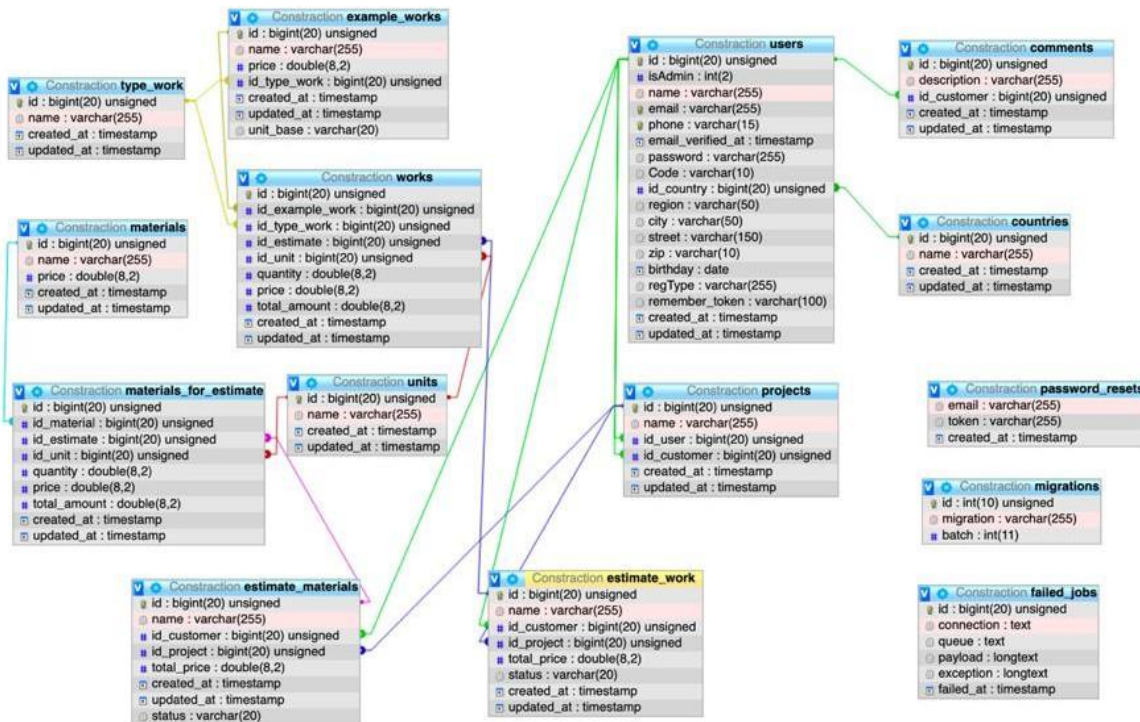 Constraction type_work
id : bigint(20) unsigned
name : varchar(255)
created_at : timestamp
updated_at : timestamp
Constraction example_works
id : bigint(20) unsigned
name : varchar(255)
price : double(8,2)
id_type_work : bigint(20) unsigned
created_at : timestamp
updated_at : timestamp
unit_base : varchar(20)
Constraction users
id : bigint(20) unsigned
isAdmin : int(2)
name : varchar(255)
email : varchar(255)
phone : varchar(15)
email_verified_at : timestamp
password : varchar(255)
Code : varchar(10)
id_country : bigint(20) unsigned
region : varchar(50)
city : varchar(50)
street : varchar(150)
zip : varchar(10)
birthday : date
regType : varchar(255)
remember_token : varchar(100)
created_at : timestamp
updated_at : timestamp
Constraction comments
id : bigint(20) unsigned
description : varchar(255)
id_customer : bigint(20) unsigned
created_at : timestamp
updated_at : timestamp
Constraction works
id : bigint(20) unsigned
id_example_work : bigint(20) unsigned
id_type_work : bigint(20) unsigned
id_estimate : bigint(20) unsigned
id_unit : bigint(20) unsigned
quantity : double(8,2)
price : double(8,2)
total_amount : double(8,2)
created_at : timestamp
updated_at : timestamp
Constraction materials
id : bigint(20) unsigned
name : varchar(255)
price : double(8,2)
created_at : timestamp
updated_at : timestamp
Constraction countries
id : bigint(20) unsigned
name : varchar(255)
created_at : timestamp
updated_at : timestamp
Constraction materials_for_estimate
id : bigint(20) unsigned
id_material : bigint(20) unsigned
id_estimate : bigint(20) unsigned
id_unit : bigint(20) unsigned
quantity : double(8,2)
price : double(8,2)
total_amount : double(8,2)
created_at : timestamp
updated_at : timestamp
Constraction units
id : bigint(20) unsigned
name : varchar(255)
created_at : timestamp
updated_at : timestamp
Constraction projects
id : bigint(20) unsigned
name : varchar(255)
id_user : bigint(20) unsigned
id_customer : bigint(20) unsigned
created_at : timestamp
updated_at : timestamp
Constraction password_resets
email : varchar(255)
token : varchar(255)
created_at : timestamp
Constraction migrations
id : int(10) unsigned
migration : varchar(255)
batch : int(11)
Constraction estimate_materials
id : bigint(20) unsigned
name : varchar(255)
id_customer : bigint(20) unsigned
id_project : bigint(20) unsigned
total_price : double(8,2)
created_at : timestamp
updated_at : timestamp
status : varchar(20)
Constraction estimate_work
id : bigint(20) unsigned
name : varchar(255)
id_customer : bigint(20) unsigned
id_project : bigint(20) unsigned
total_price : double(8,2)
status : varchar(20)
created_at : timestamp
updated_at : timestamp
Constraction failed_jobs
id : bigint(20) unsigned
connection : text
queue : text
payload : longtext
exception : longtext
failed_at : timestamp